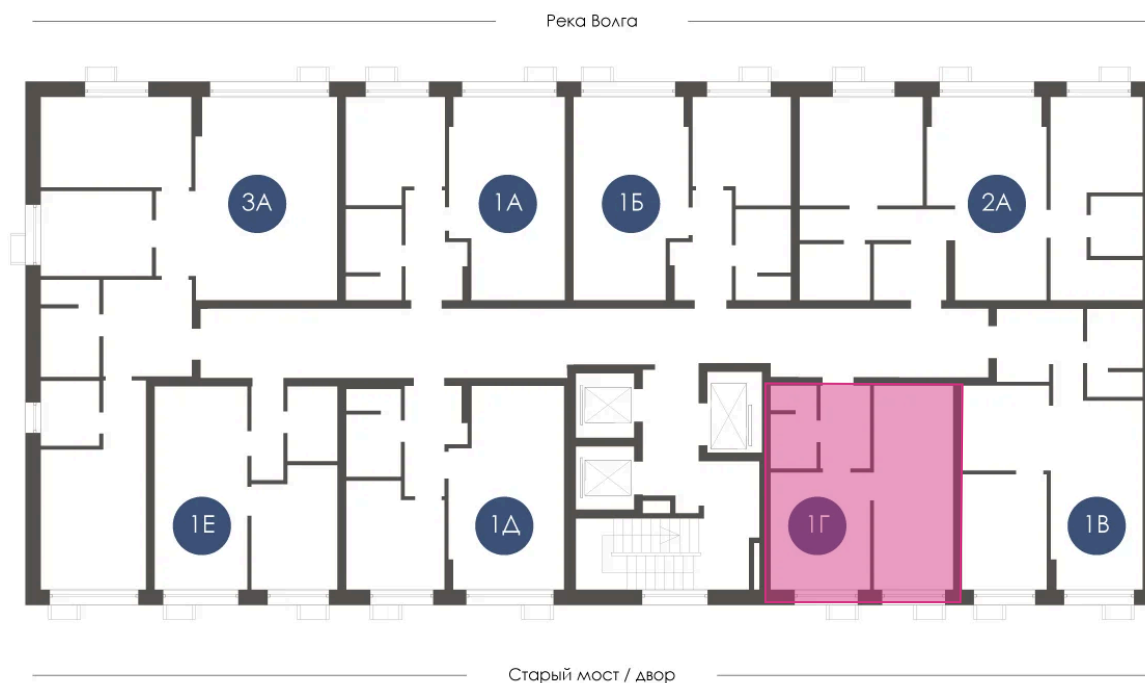 Река Волга
3А
1А
1Б
2А
1Е
1Д
1Г
1В
Старый мост / двор